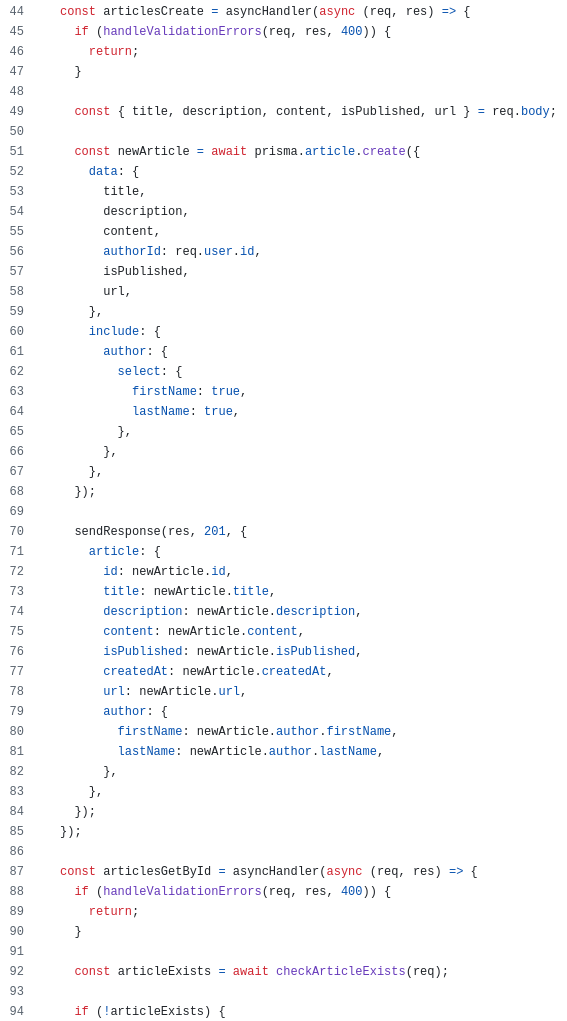 44 const articlesCreate = asyncHandler(async (req, res) => {
45 if (handleValidationErrors(req, res, 400)) {
46 return;
47 }
48
49 const { title, description, content, isPublished, url } = req.body;
50
51 const newArticle = await prisma.article.create({
52 data: {
53 title,
54 description,
55 content,
56 authorId: req.user.id,
57 isPublished,
58 url,
59 },
60 include: {
61 author: {
62 select: {
63 firstName: true,
64 lastName: true,
65 },
66 },
67 },
68 });
69
70 sendResponse(res, 201, {
71 article: {
72 id: newArticle.id,
73 title: newArticle.title,
74 description: newArticle.description,
75 content: newArticle.content,
76 isPublished: newArticle.isPublished,
77 createdAt: newArticle.createdAt,
78 url: newArticle.url,
79 author: {
80 firstName: newArticle.author.firstName,
81 lastName: newArticle.author.lastName,
82 },
83 },
84 });
85 });
86
87 const articlesGetById = asyncHandler(async (req, res) => {
88 if (handleValidationErrors(req, res, 400)) {
89 return;
90 }
91
92 const articleExists = await checkArticleExists(req);
93
94 if (!articleExists) {